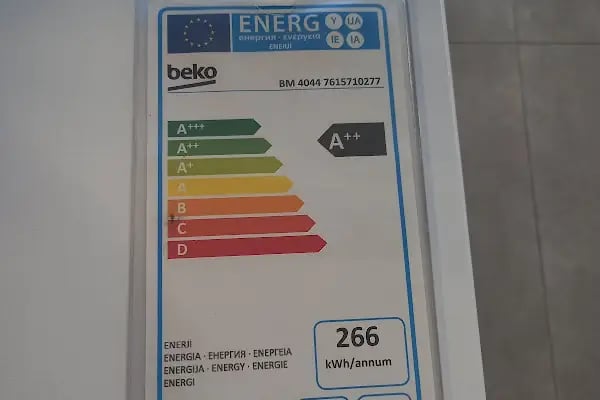 ENERG Y UA
енергия · ενεργεια IE IA
ENERJİ
beko
BM 4044 7615710277
A+++
A++
A++
A+
A
B
C
D
266
kWh/annum
ENERJİ
ENERGIA · ЕНЕРГИЯ · ΕΝΕΡΓΕΙΑ
ENERGIJA · ENERGY · ENERGIE
ENERGI